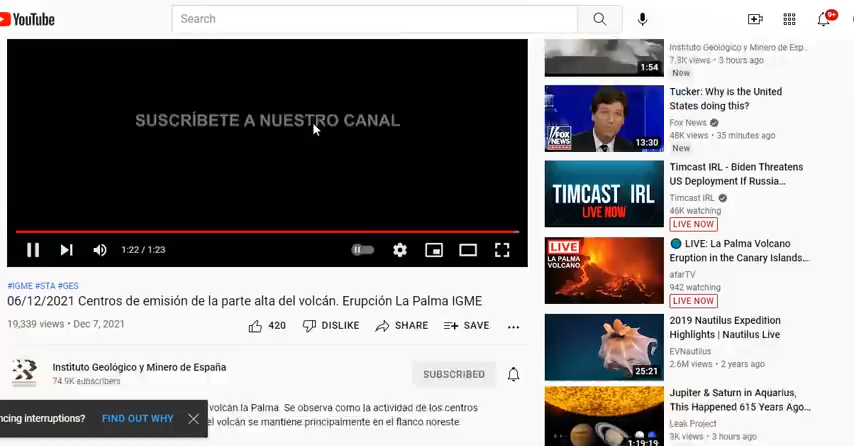 YouTube
Search
9+
SUSCRÍBETE A NUESTRO CANAL
1:22 / 1:23
#IGME #STA #GES
06/12/2021 Centros de emisión de la parte alta del volcán. Erupción La Palma IGME
19,339 views • Dec 7, 2021
420
DISLIKE
SHARE
SAVE
Instituto Geológico y Minero de España
74.9K subscribers
SUBSCRIBED
volcán la Palma. Se observa como la actividad de los centros
el volcán se mantiene principalmente en el flanco noreste.
interruptions?
FIND OUT WHY
Instituto Geológico y Minero de Esp...
7.3K views • 3 hours ago
New
1:54
Tucker: Why is the United
States doing this?
Fox News
48K views • 35 minutes ago
New
FOX
NEWS
13:30
Timcast IRL - Biden Threatens
US Deployment If Russia...
Timcast IRL
46K watching
LIVE NOW
TIMCAST IRL
LIVE NOW
LIVE: La Palma Volcano
Eruption in the Canary Islands...
afarTV
942 watching
LIVE NOW
LIVE
LA PALMA
VOLCANO
2019 Nautilus Expedition
Highlights | Nautilus Live
EVNautilus
2.6M views • 2 years ago
25:21
Jupiter & Saturn in Aquarius,
This Happened 615 Years Ago...
Leak Project
3K views • 3 hours ago
1:19:19